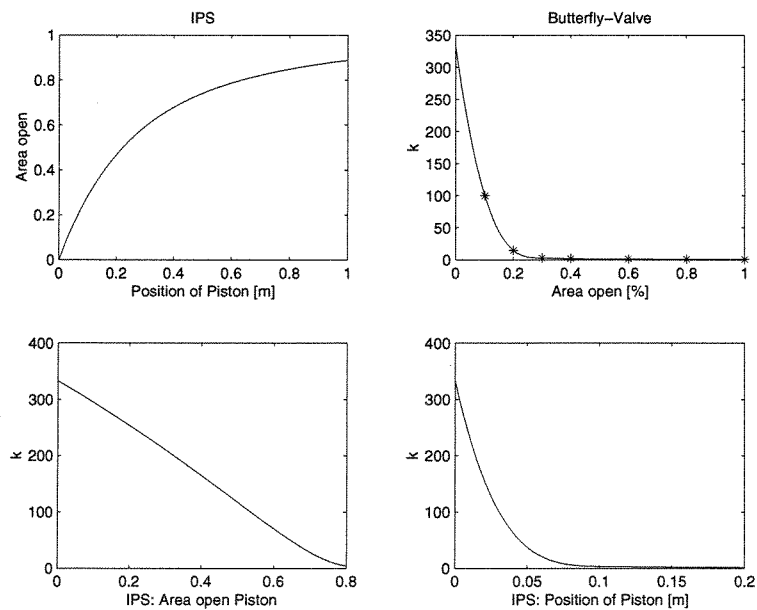 IPS
1
0.8
0.6
0.4
0.2
0
Area open
0 0.2 0.4 0.6 0.8 1
Position of Piston [m]
Butterfly-Valve
350
300
250
200
150
100
50
0
k
0 0.2 0.4 0.6 0.8 1
Area open [%]
400
300
200
100
0
k
0 0.2 0.4 0.6 0.8
IPS: Area open Piston
400
300
200
100
0
k
0 0.05 0.1 0.15 0.2
IPS: Position of Piston [m]